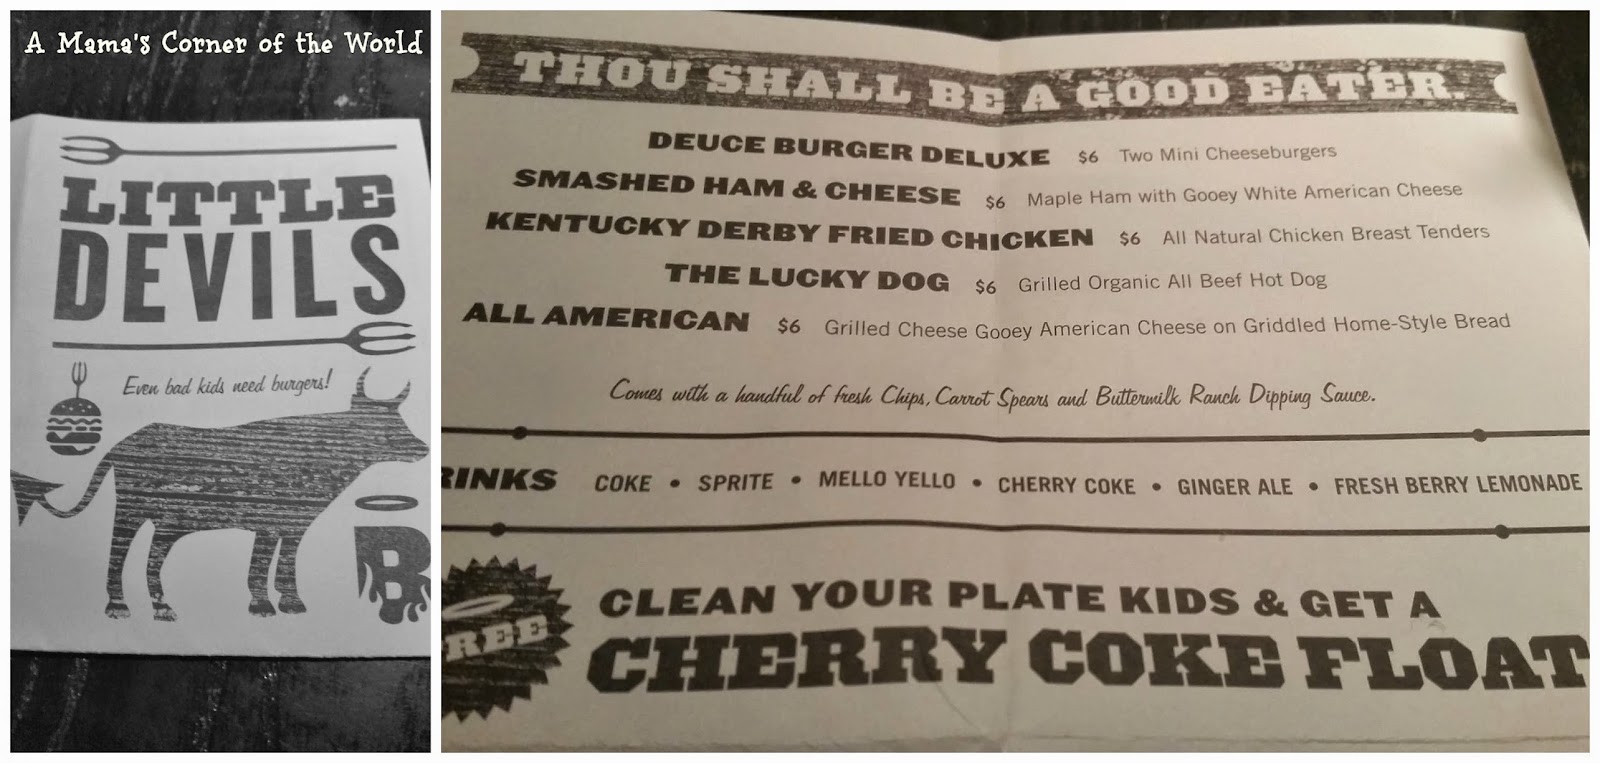 A Mama's Corner of the World
LITTLE
DEVILS
Even bad kids need burgers!
B
THOU SHALL BE A GOOD EATER.
DEUCE BURGER DELUXE $6 Two Mini Cheeseburgers
SMASHED HAM & CHEESE $6 Maple Ham with Gooey White American Cheese
KENTUCKY DERBY FRIED CHICKEN $6 All Natural Chicken Breast Tenders
THE LUCKY DOG $6 Grilled Organic All Beef Hot Dog
ALL AMERICAN $6 Grilled Cheese Gooey American Cheese on Griddled Home-Style Bread
Comes with a handful of fresh Chips, Carrot Spears and Buttermilk Ranch Dipping Sauce.
RINKS COKE • SPRITE • MELLO YELLO • CHERRY COKE • GINGER ALE • FRESH BERRY LEMONADE
REE
CLEAN YOUR PLATE KIDS & GET A
CHERRY COKE FLOAT